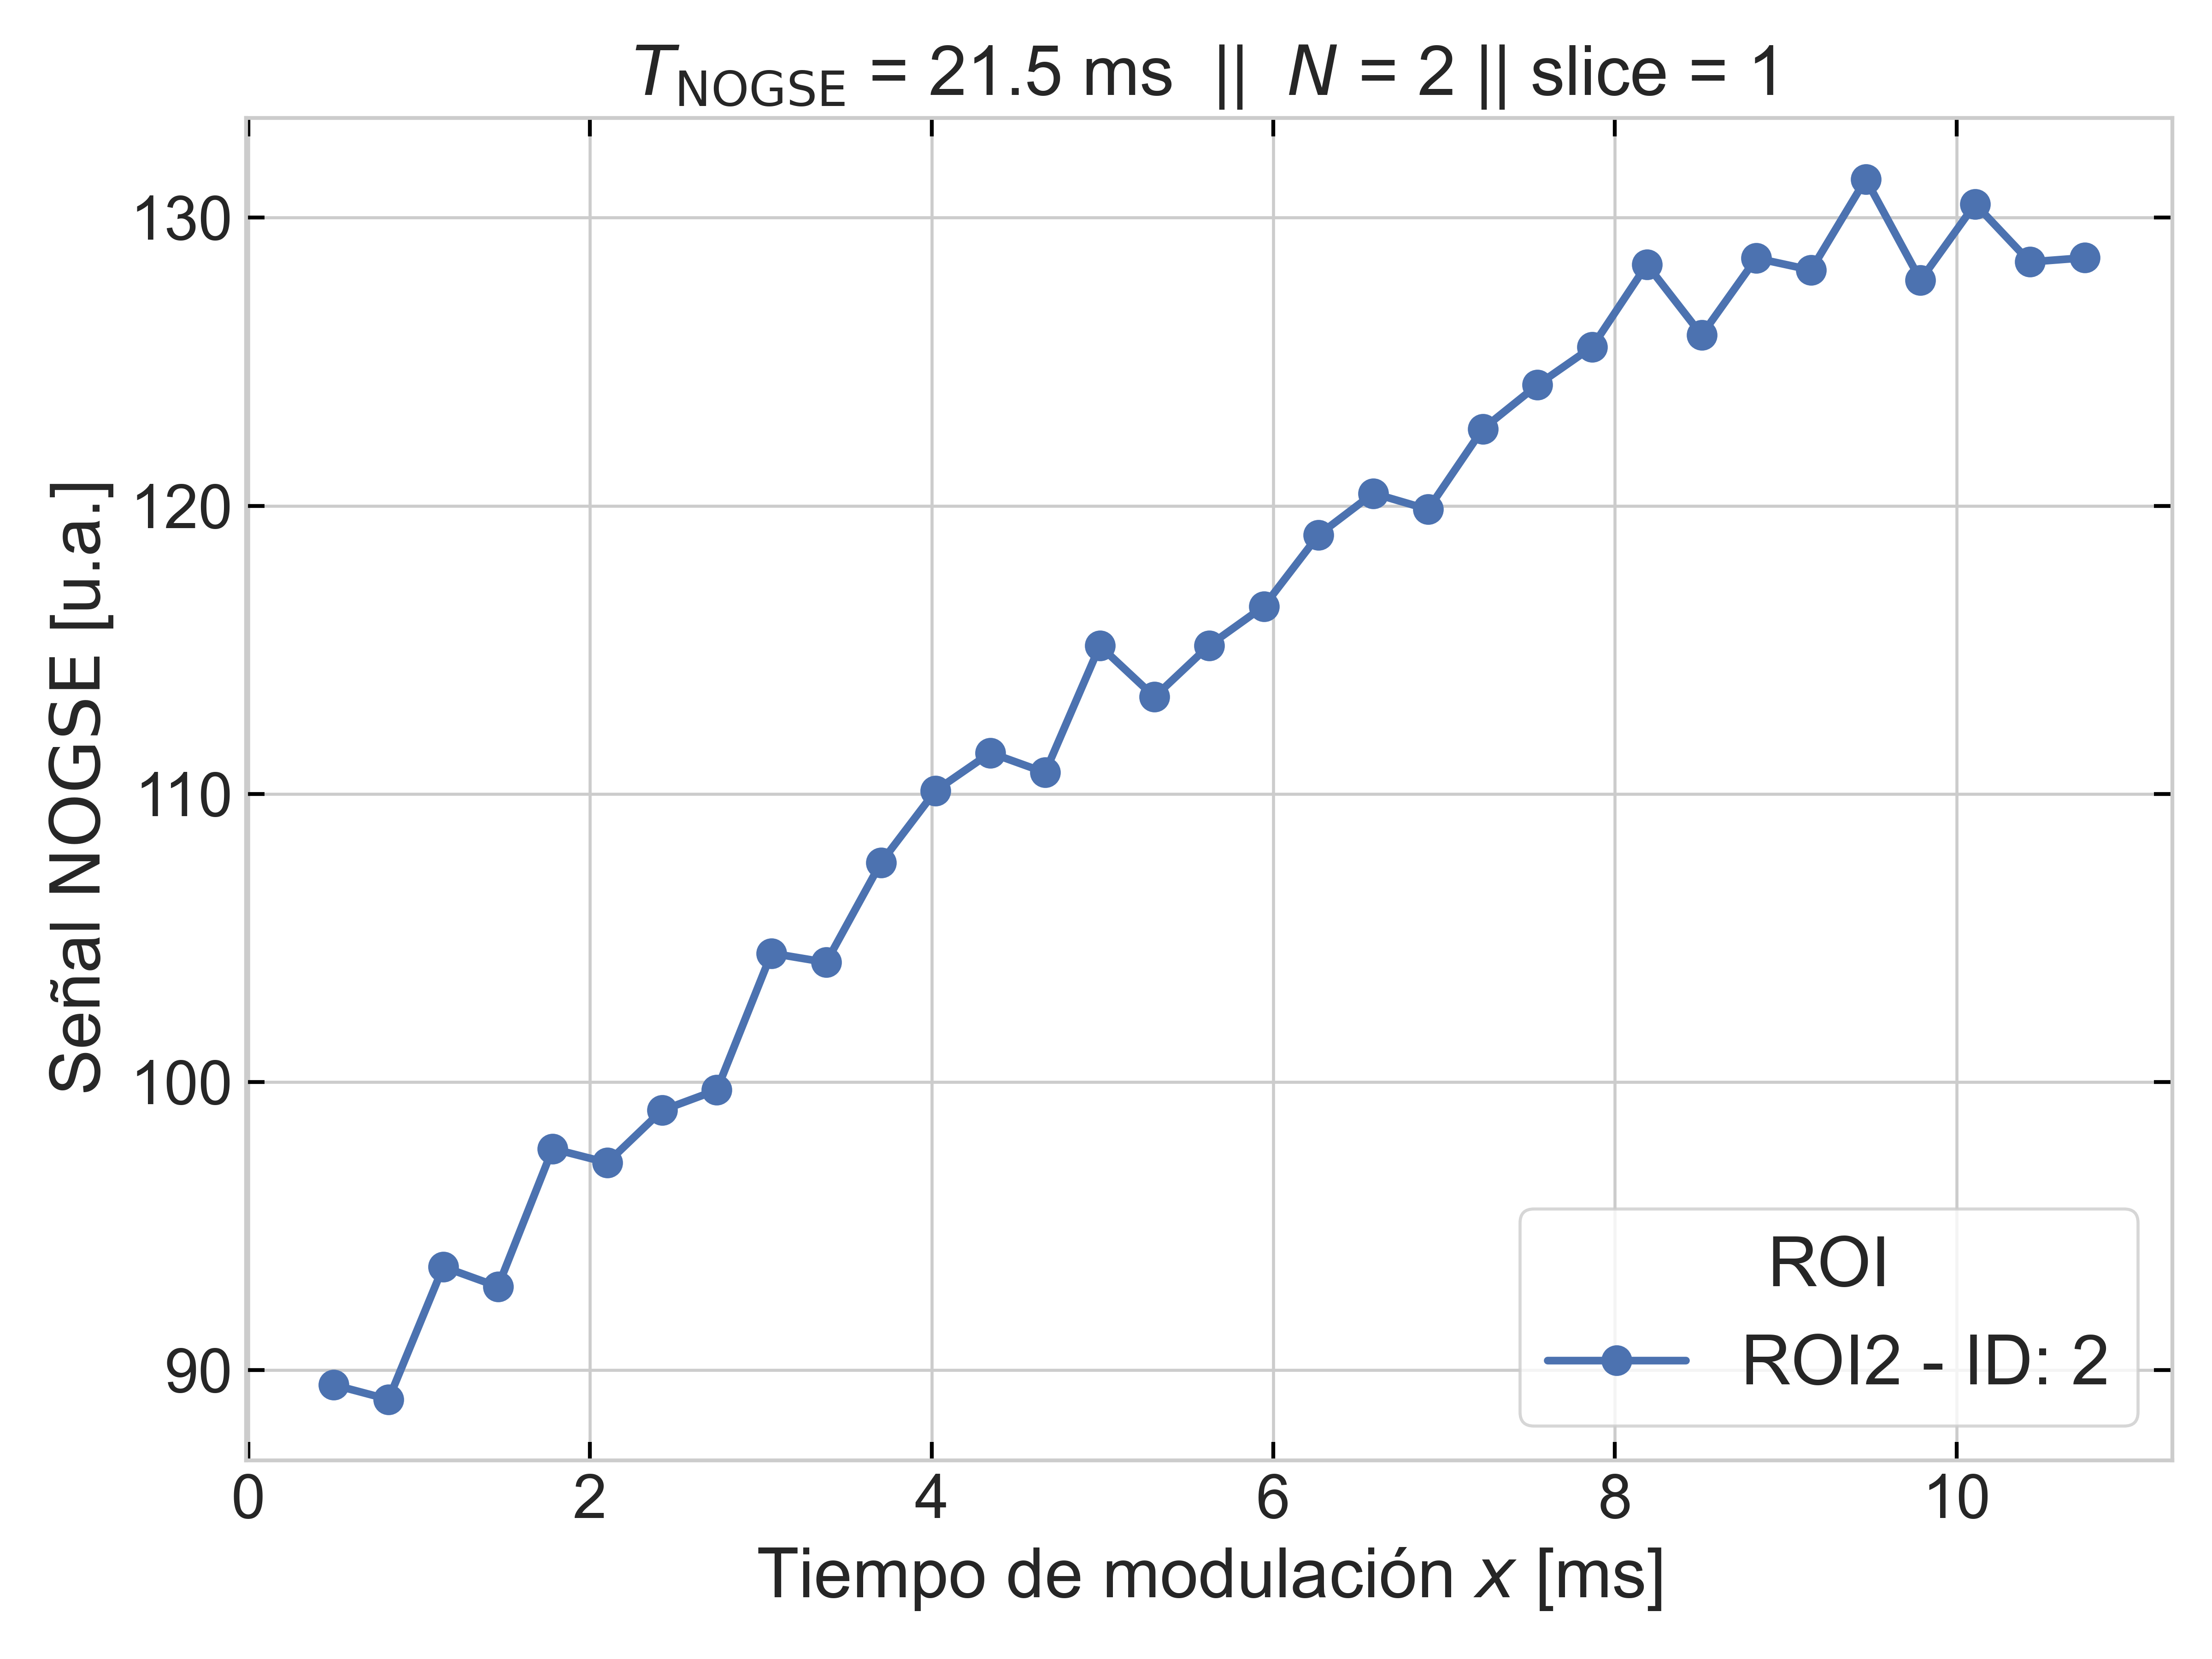 T_NOGSE = 21.5 ms || N = 2 || slice = 1
Señal NOGSE [u.a.]
130
120
110
100
90
0 2 4 6 8 10
Tiempo de modulación x [ms]
ROI
ROI2 - ID: 2